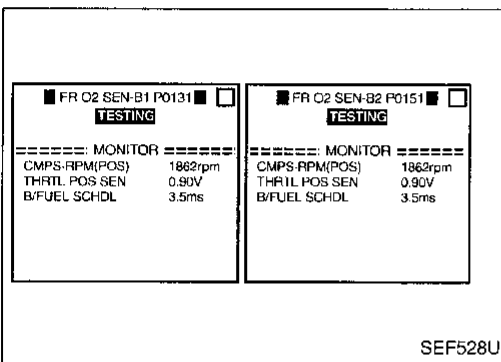 FR O2 SEN-B1 P0131
TESTING
====== MONITOR ======
CMPS-RPM(POS) 1862rpm
THRTL POS SEN 0.90V
B/FUEL SCHDL 3.5ms
FR O2 SEN-B2 P0151
TESTING
====== MONITOR ======
CMPS-RPM(POS) 1862rpm
THRTL POS SEN 0.90V
B/FUEL SCHDL 3.5ms
SEF528U